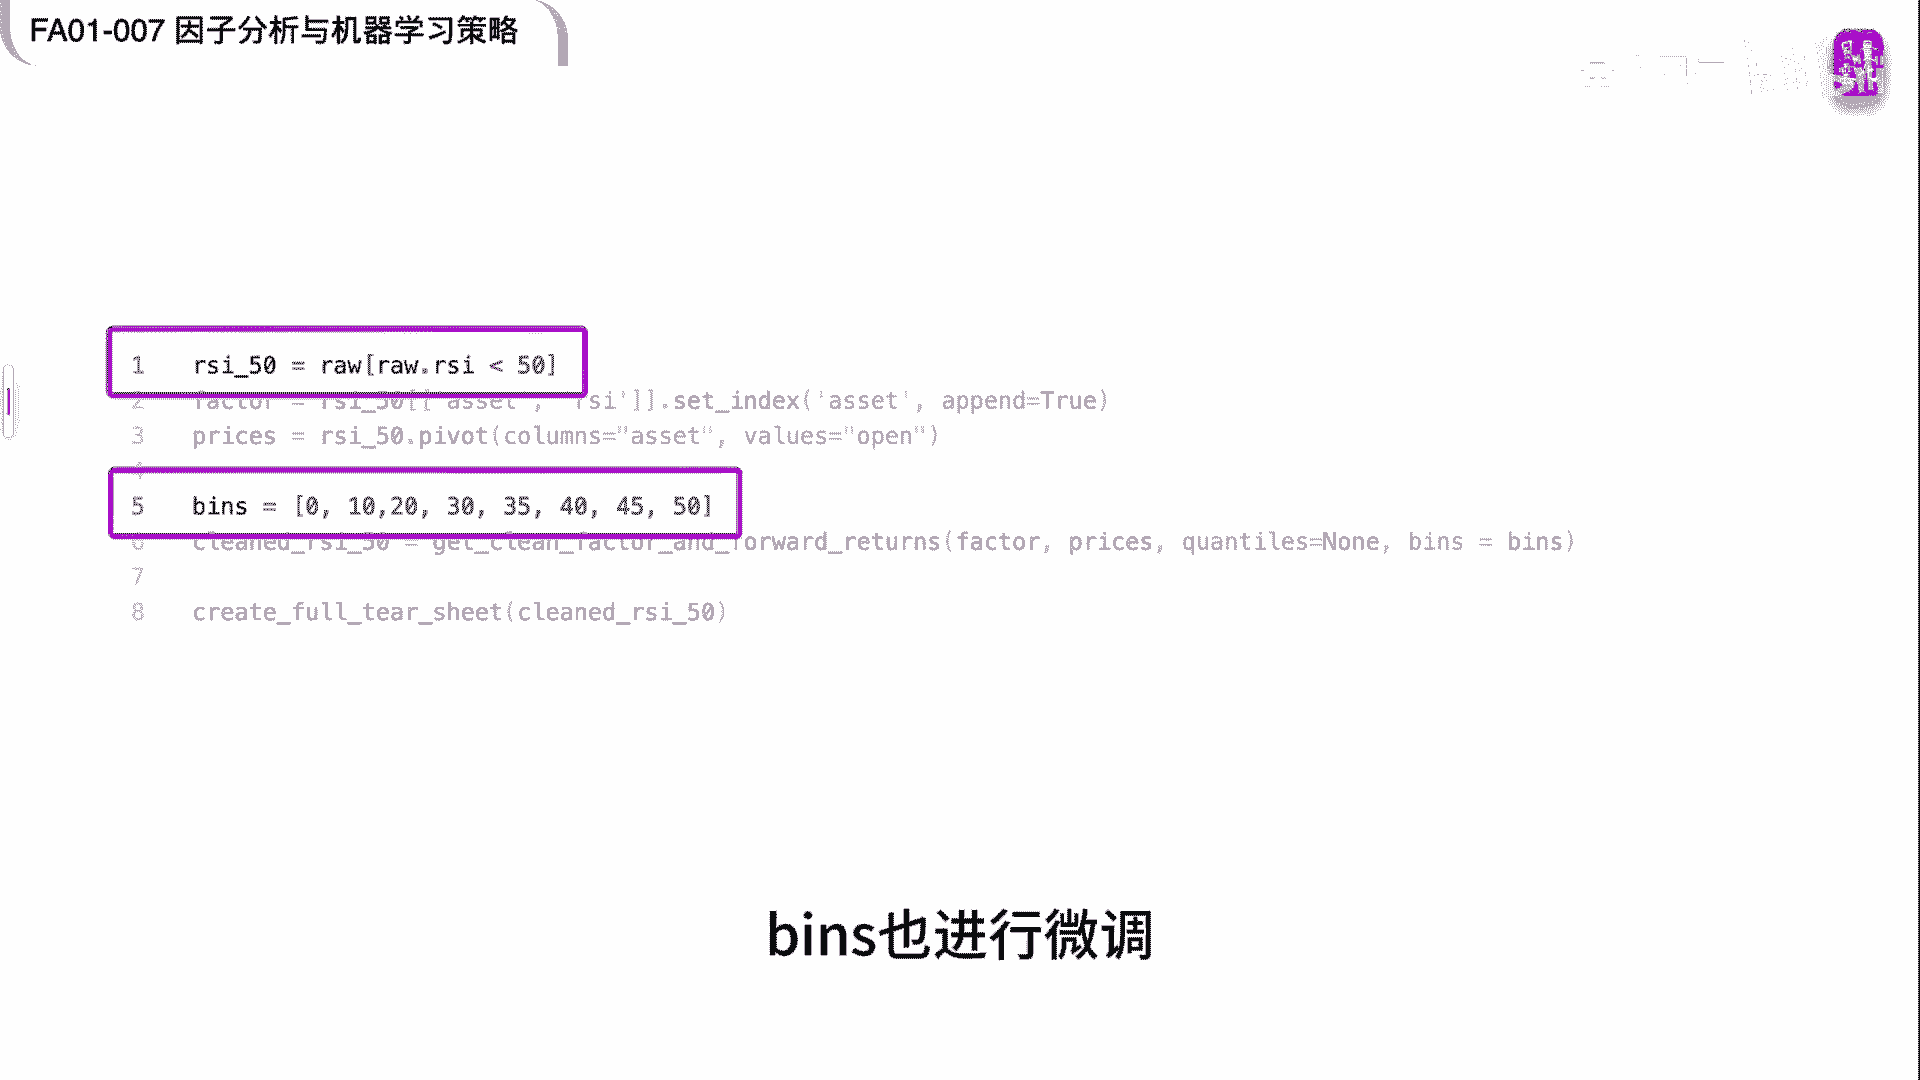 FA01-007 因子分析与机器学习策略
1 rsi_50 = raw[raw.rsi < 50]
2 factor = rsi_50[['asset', 'rsi']].set_index('asset', append=True)
3 prices = rsi_50.pivot(columns="asset", values="open")
4
5 bins = [0, 10,20, 30, 35, 40, 45, 50]
6 cleaned_rsi_50 = get_clean_factor_and_forward_returns(factor, prices, quantiles=None, bins = bins)
7
8 create_full_tear_sheet(cleaned_rsi_50)
bins也进行微调